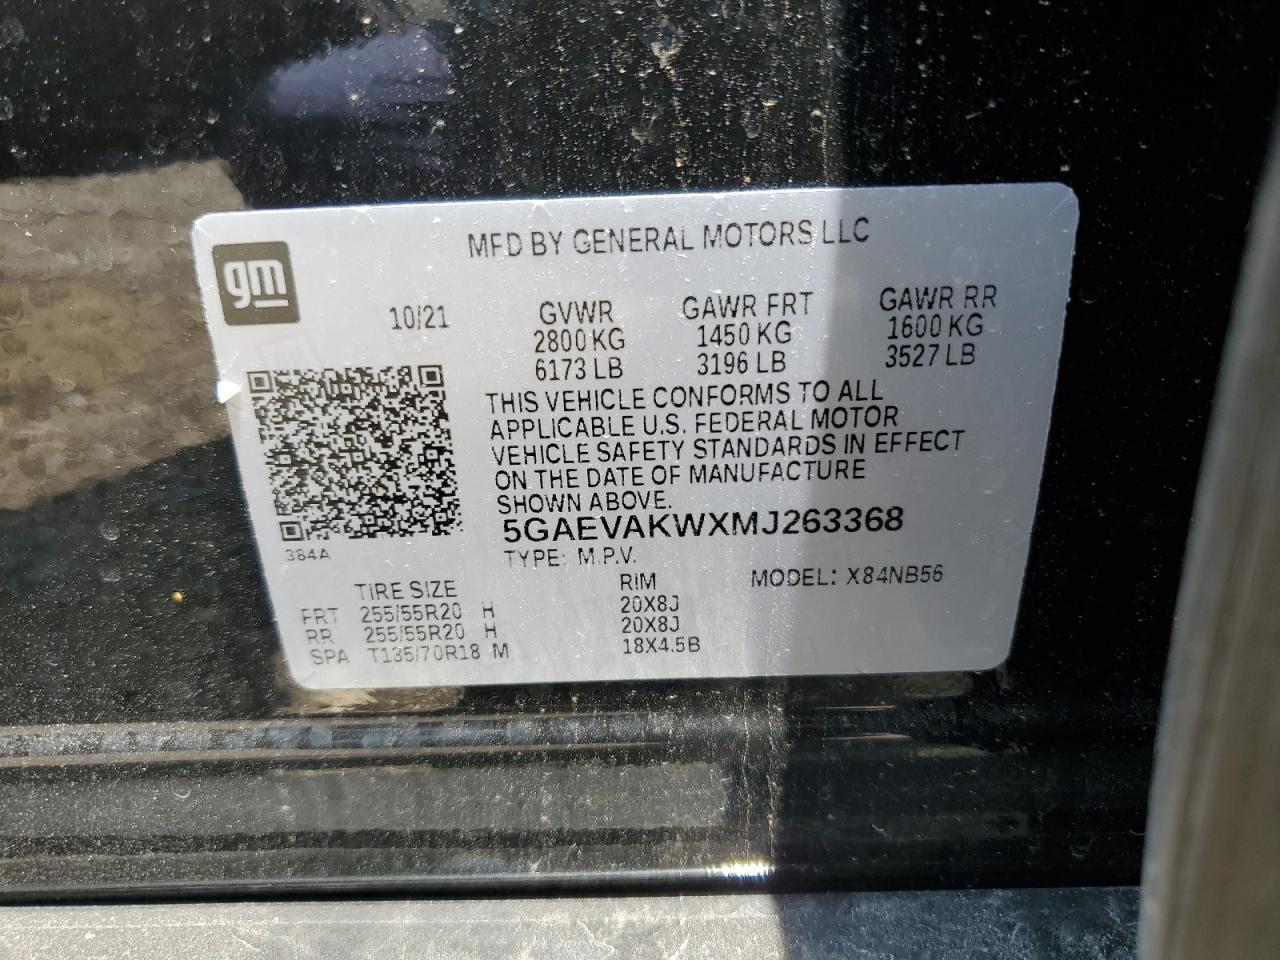 MFD BY GENERAL MOTORS LLC
gm
10/21 GVWR GAWR FRT GAWR RR
2800 KG 1450 KG 1600 KG
6173 LB 3196 LB 3527 LB
THIS VEHICLE CONFORMS TO ALL
APPLICABLE U.S. FEDERAL MOTOR
VEHICLE SAFETY STANDARDS IN EFFECT
ON THE DATE OF MANUFACTURE
SHOWN ABOVE.
5GAEVAKWXMJ263368
384A
TYPE: M.P.V.
TIRE SIZE RIM MODEL: X84NB56
FRT 255/55R20 H 20X8J
RR 255/55R20 H 20X8J
SPA T135/70R18 M 18X4.5B